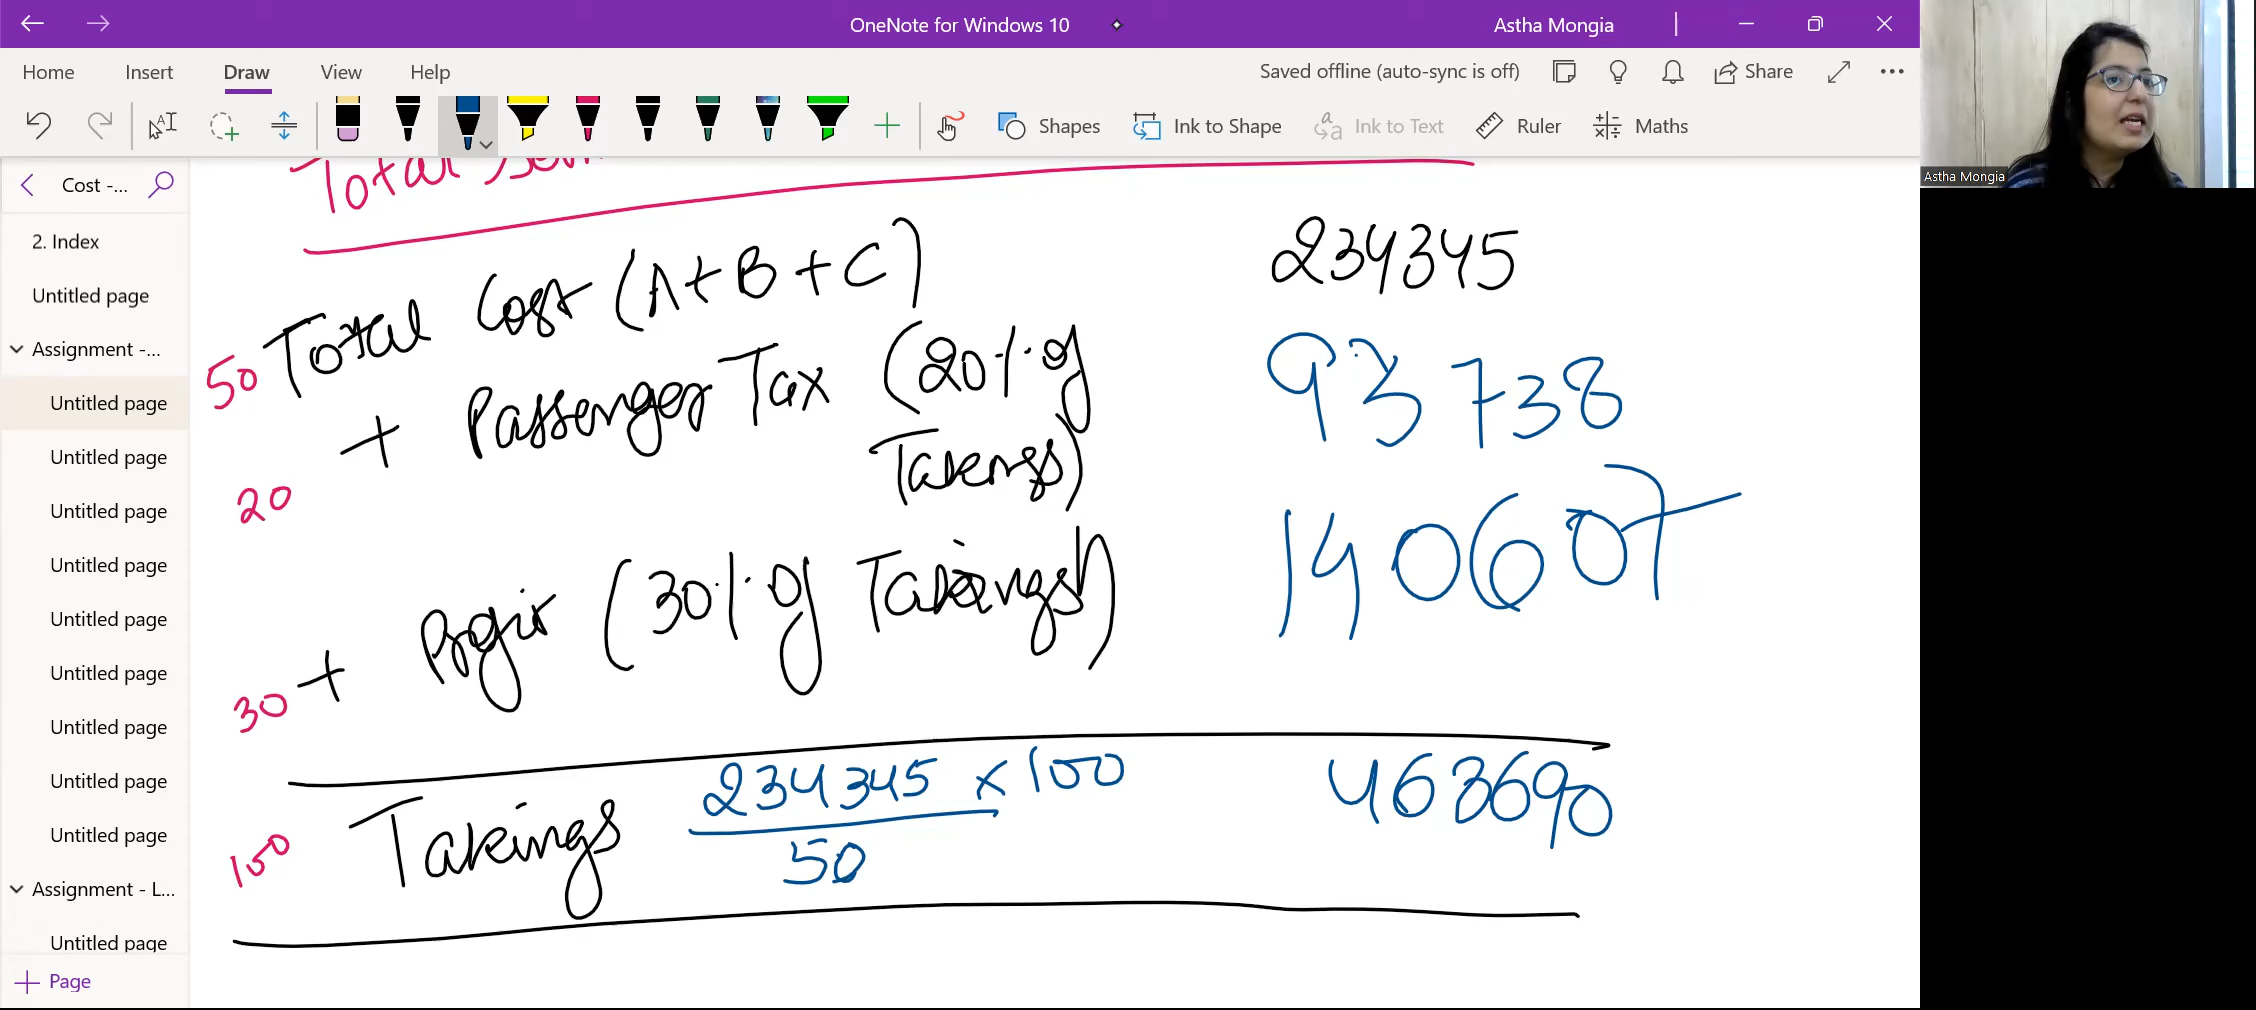 OneNote for Windows 10
Astha Mongia
Home Insert Draw View Help
Saved offline (auto-sync is off) Share
Shapes Ink to Shape Ink to Text Ruler Maths
Astha Mongia
Cost -...
2. Index
Untitled page
Assignment -...
Untitled page
Untitled page
Untitled page
Untitled page
Untitled page
Untitled page
Untitled page
Untitled page
Untitled page
Assignment - L...
Untitled page
+ Page
Total
50 Total Cost (A+B+C) 234345
20 + Passenger Tax (20% of Takings) 93738
30 + Profit (30% of Takings) 140607
100 Takings 234345 x 100 463690
50